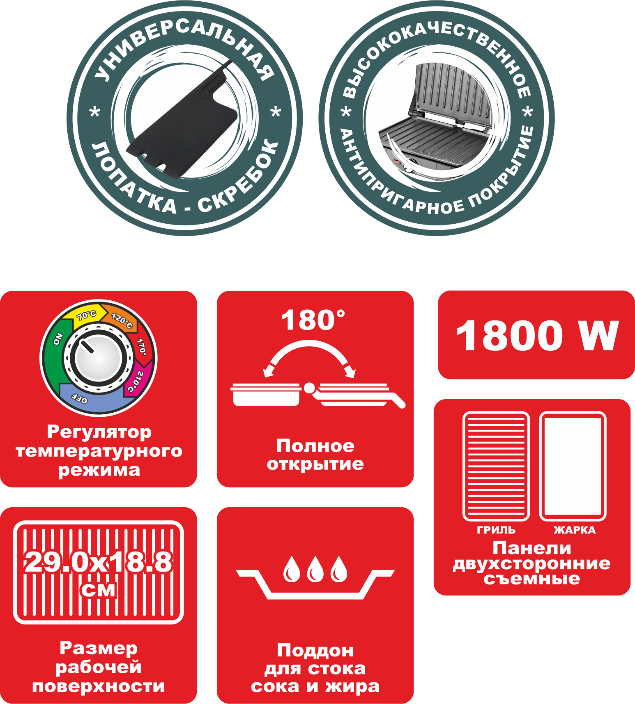 УНИВЕРСАЛЬНАЯ
* *
ЛОПАТКА - СКРЕБОК
ВЫСОКОКАЧЕСТВЕННОЕ
* *
АНТИПРИГАРНОЕ ПОКРЫТИЕ
ON 70°C 120°C 170° 210°C OFF
Регулятор
температурного
режима
180°
Полное
открытие
1800 W
ГРИЛЬ ЖАРКА
Панели
двухсторонние
съемные
29.0x18.8
см
Размер
рабочей
поверхности
Поддон
для стока
сока и жира